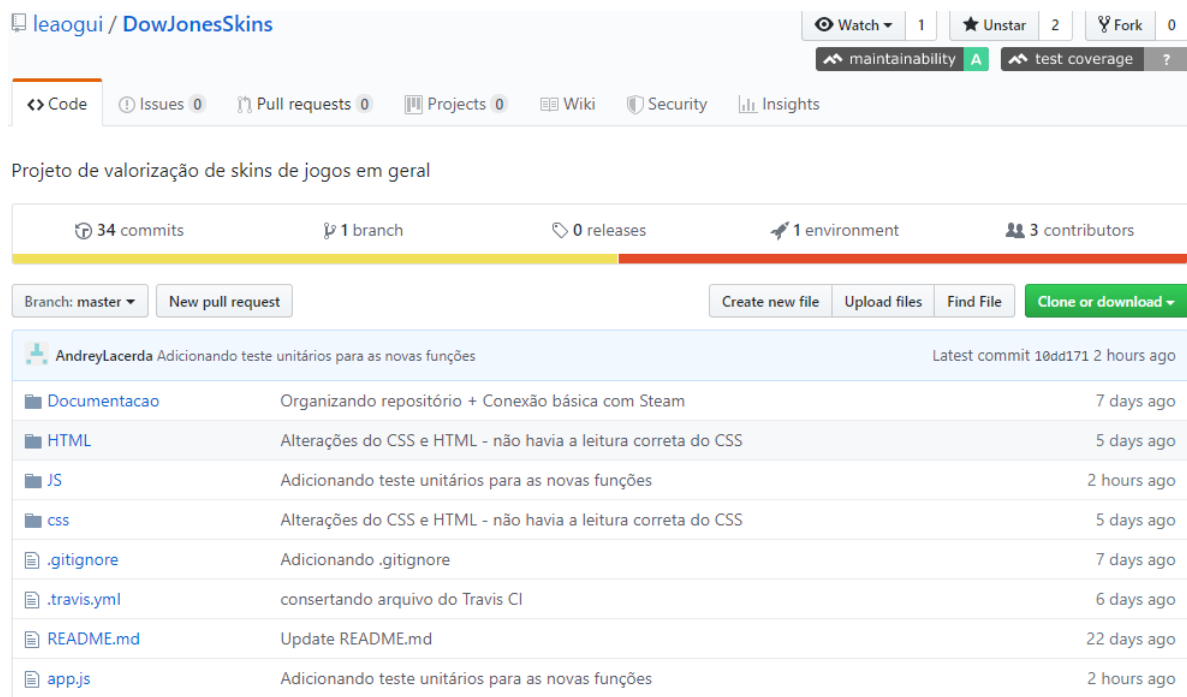 leaogui / DowJonesSkins
Watch 1 Unstar 2 Fork 0
maintainability A test coverage ?
Code Issues 0 Pull requests 0 Projects 0 Wiki Security Insights
Projeto de valorização de skins de jogos em geral
34 commits 1 branch 0 releases 1 environment 3 contributors
Branch: master New pull request Create new file Upload files Find File Clone or download
AndreyLacerda Adicionando teste unitários para as novas funções Latest commit 10dd171 2 hours ago
Documentacao Organizando repositório + Conexão básica com Steam 7 days ago
HTML Alterações do CSS e HTML - não havia a leitura correta do CSS 5 days ago
JS Adicionando teste unitários para as novas funções 2 hours ago
css Alterações do CSS e HTML - não havia a leitura correta do CSS 5 days ago
.gitignore Adicionando .gitignore 7 days ago
.travis.yml consertando arquivo do Travis CI 6 days ago
README.md Update README.md 22 days ago
app.js Adicionando teste unitários para as novas funções 2 hours ago